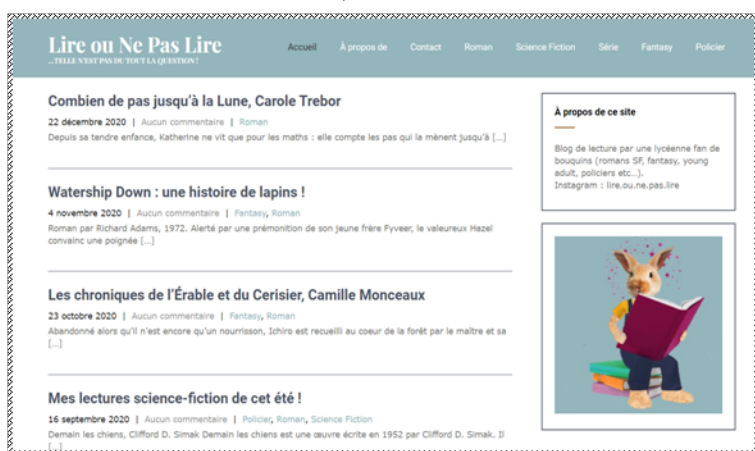 Lire ou Ne Pas Lire
...TELLE N'EST PAS DU TOUT LA QUESTION !
Accueil À propos de Contact Roman Science Fiction Série Fantasy Policier
Combien de pas jusqu'à la Lune, Carole Trebor
22 décembre 2020 | Aucun commentaire | Roman
Depuis sa tendre enfance, Katherine ne vit que pour les maths : elle compte les pas qui la mènent jusqu'à [...]
Watership Down : une histoire de lapins !
4 novembre 2020 | Aucun commentaire | Fantasy, Roman
Roman par Richard Adams, 1972. Alerté par une prémonition de son jeune frère Fyveer, le valeureux Hazel
convainc une poignée [...]
Les chroniques de l'Érable et du Cerisier, Camille Monceaux
23 octobre 2020 | Aucun commentaire | Fantasy, Roman
Abandonné alors qu'il n'est encore qu'un nourrisson, Ichiro est recueilli au coeur de la forêt par le maître et sa
[...]
Mes lectures science-fiction de cet été !
16 septembre 2020 | Aucun commentaire | Policier, Roman, Science Fiction
Demain les chiens, Clifford D. Simak Demain les chiens est une œuvre écrite en 1952 par Clifford D. Simak. Il
[...]
À propos de ce site
Blog de lecture par une lycéenne fan de
bouquins (romans SF, fantasy, young
adult, policiers etc...).
Instagram : lire.ou.ne.pas.lire